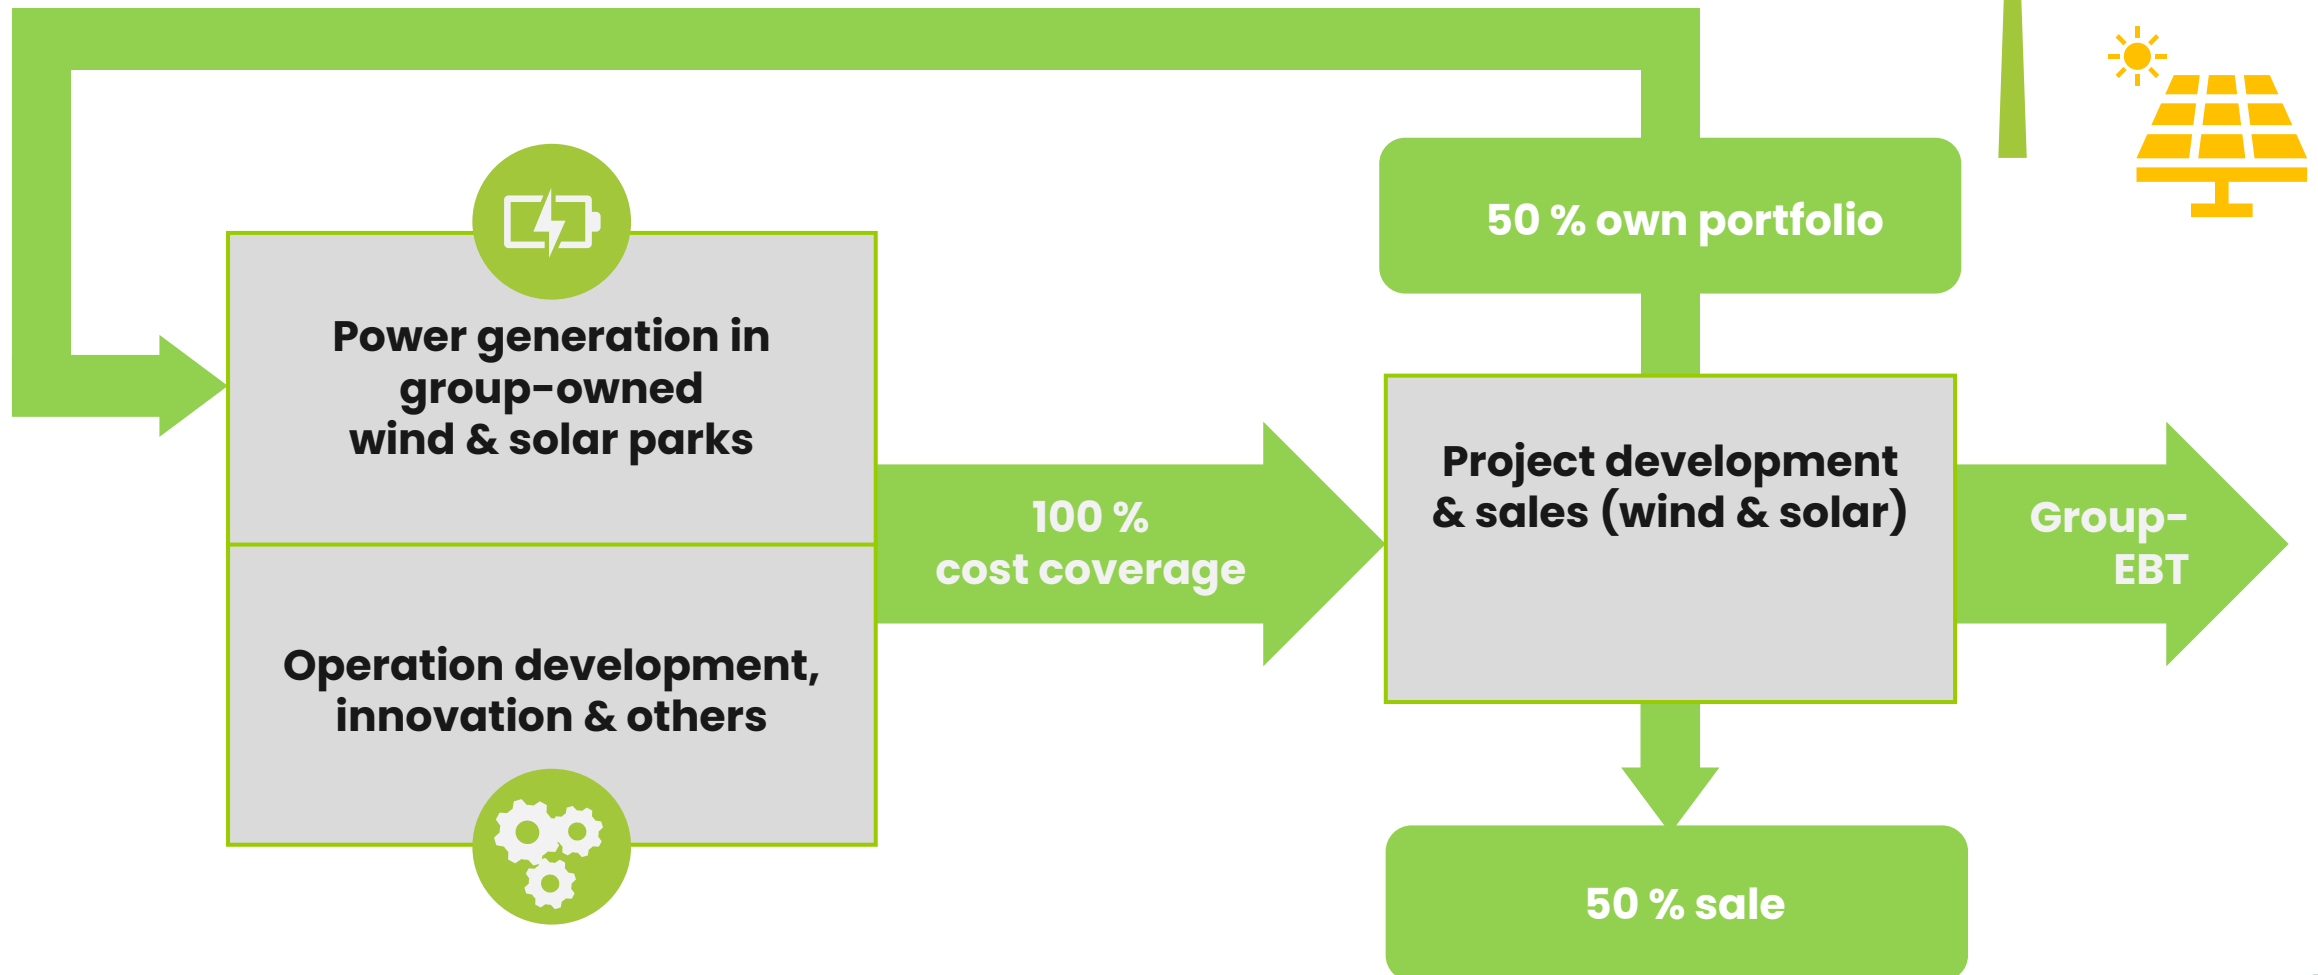 50 % own portfolio
Power generation in
group-owned
wind & solar parks
Project development
& sales (wind & solar)
100 %
cost coverage
Group-
EBT
Operation development,
innovation & others
50 % sale